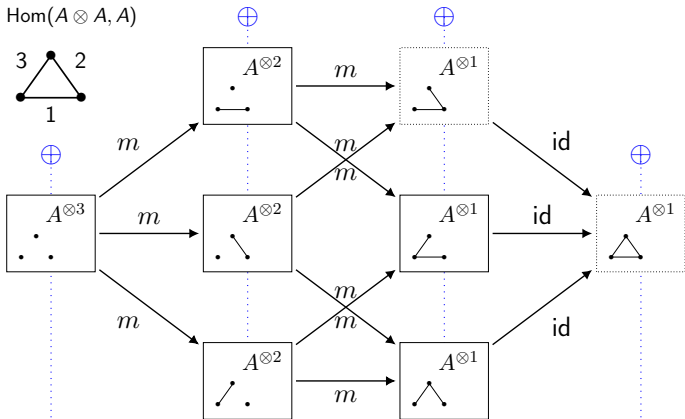 Hom(A ⊗ A, A)
3 2
1
⊕ ⊕ ⊕ ⊕
A⊗2 m A⊗1
m m m id
A⊗3 m A⊗2 A⊗1 id A⊗1
m m m id
A⊗2 m A⊗1